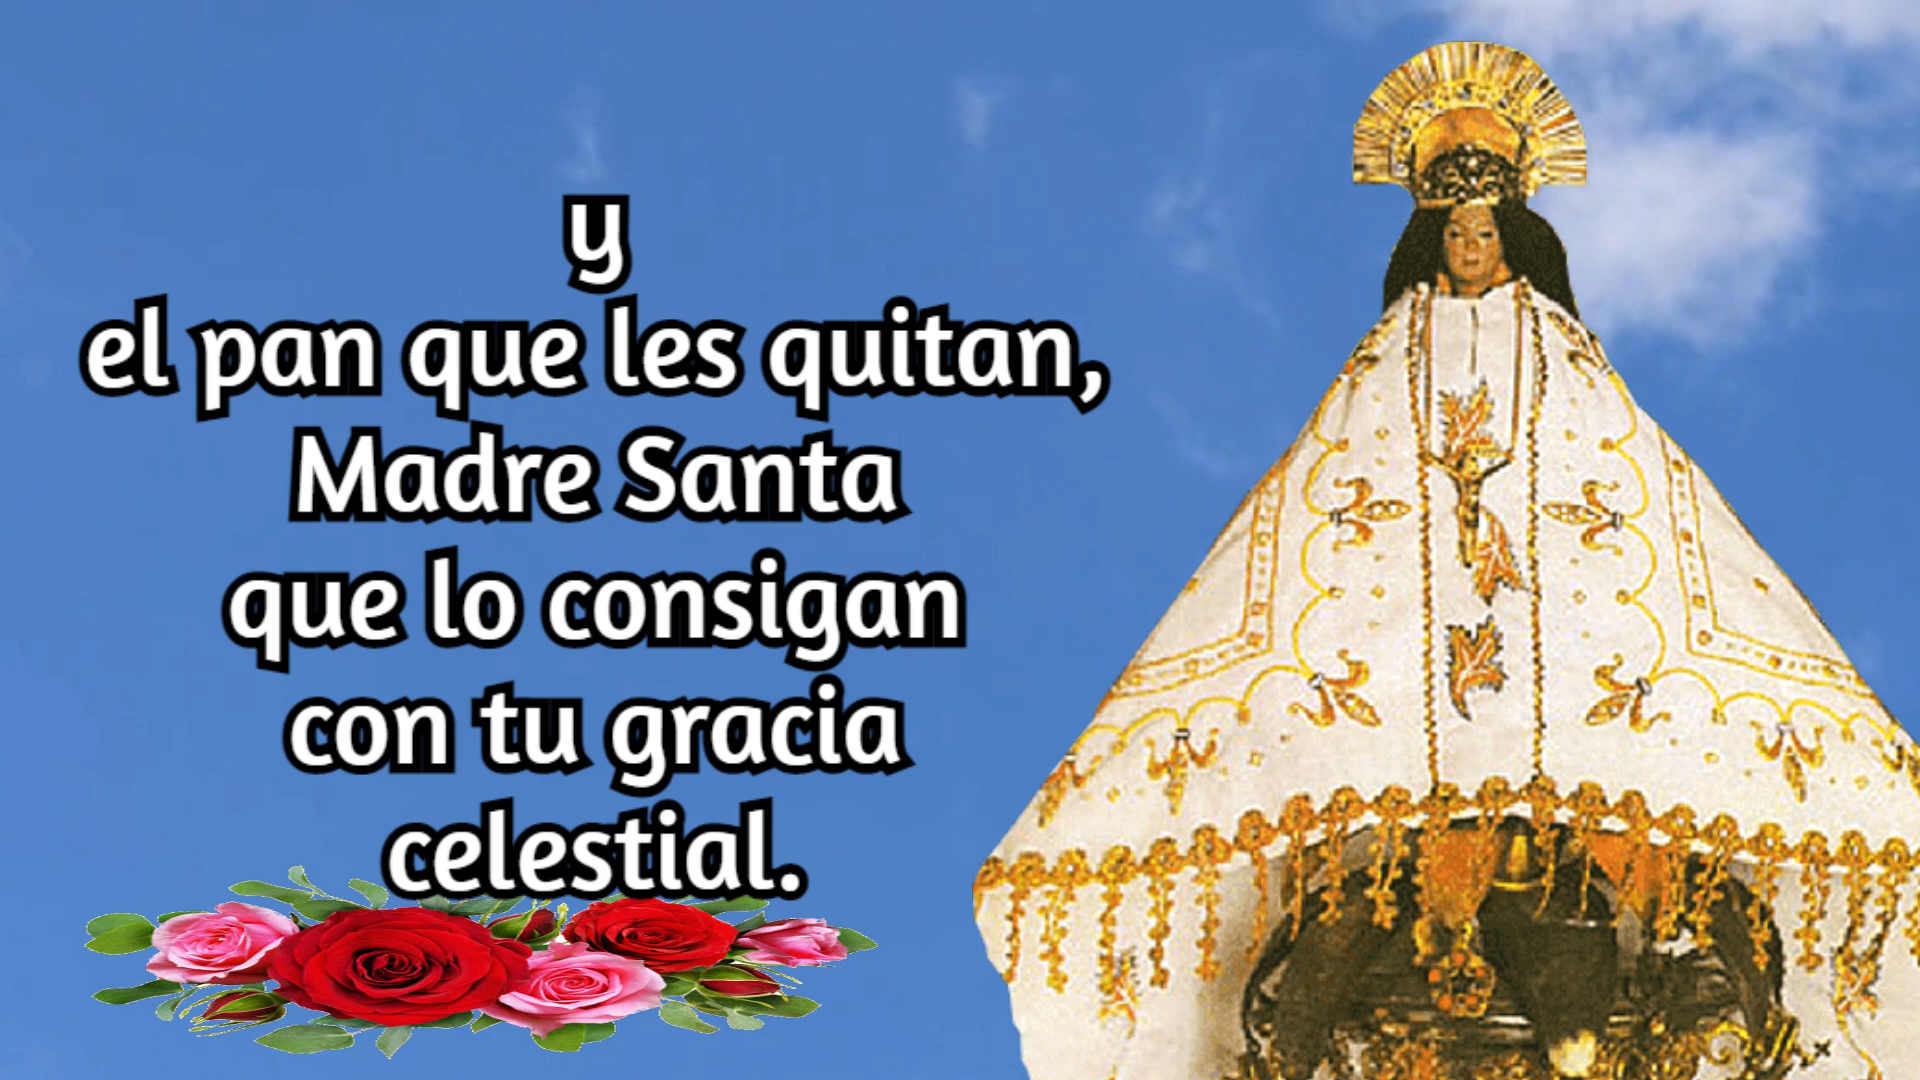 y
el pan que les quitan,
Madre Santa
que lo consigan
con tu gracia
celestial.